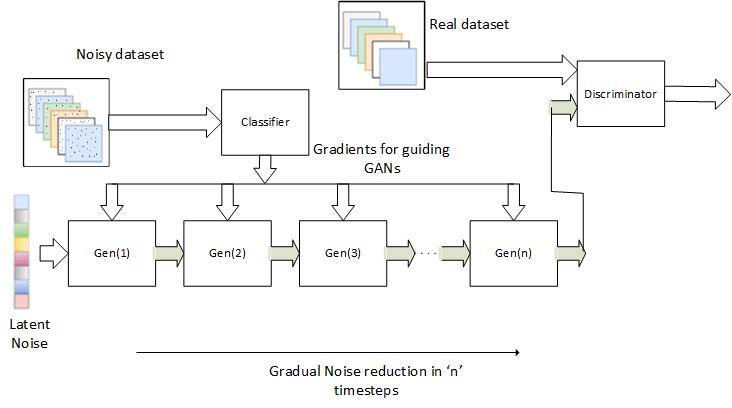 Real dataset
Noisy dataset
Discriminator
Classifier
Gradients for guiding
GANs
Gen(1)
Gen(2)
Gen(3)
. . .
Gen(n)
Latent
Noise
Gradual Noise reduction in ‘n’
timesteps